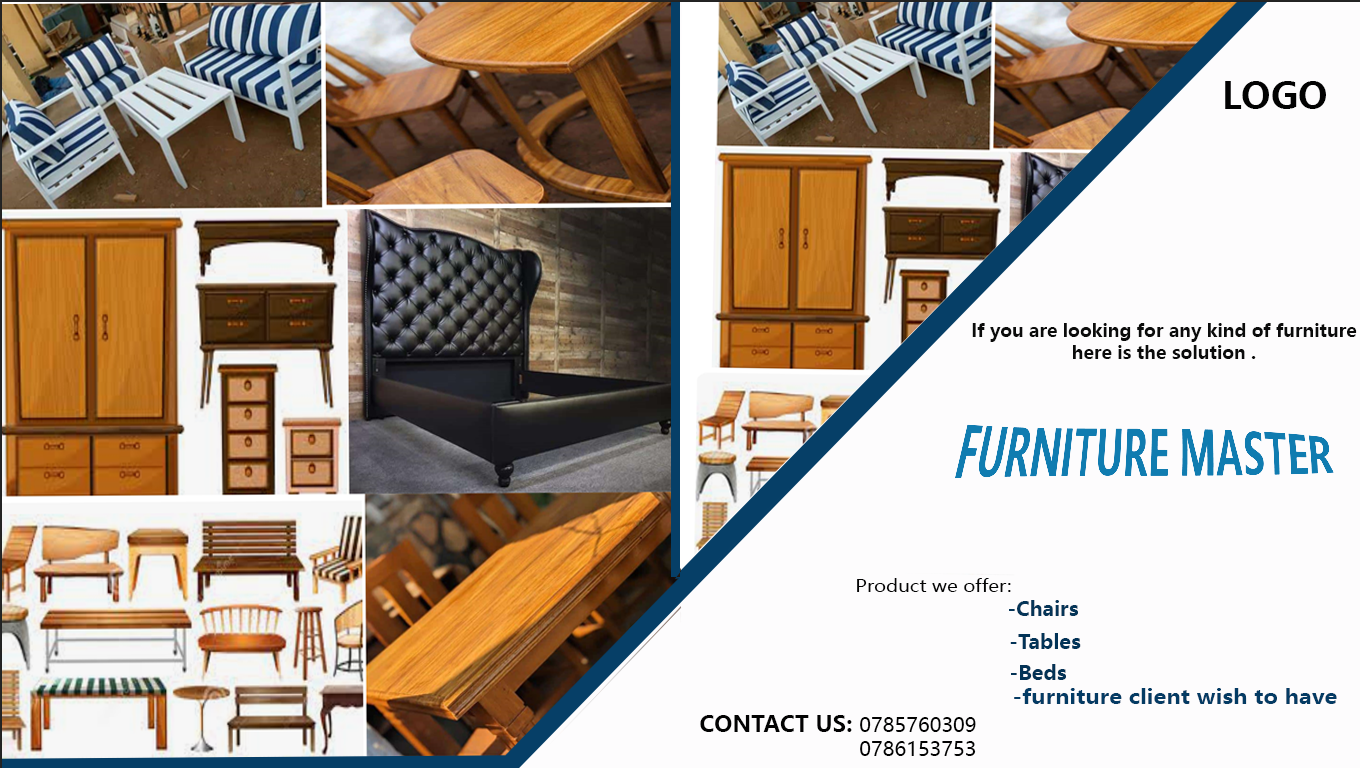 LOGO
If you are looking for any kind of furniture
here is the solution .
FURNITURE MASTER
Product we offer:
-Chairs
-Tables
-Beds
-furniture client wish to have
CONTACT US: 0785760309
0786153753